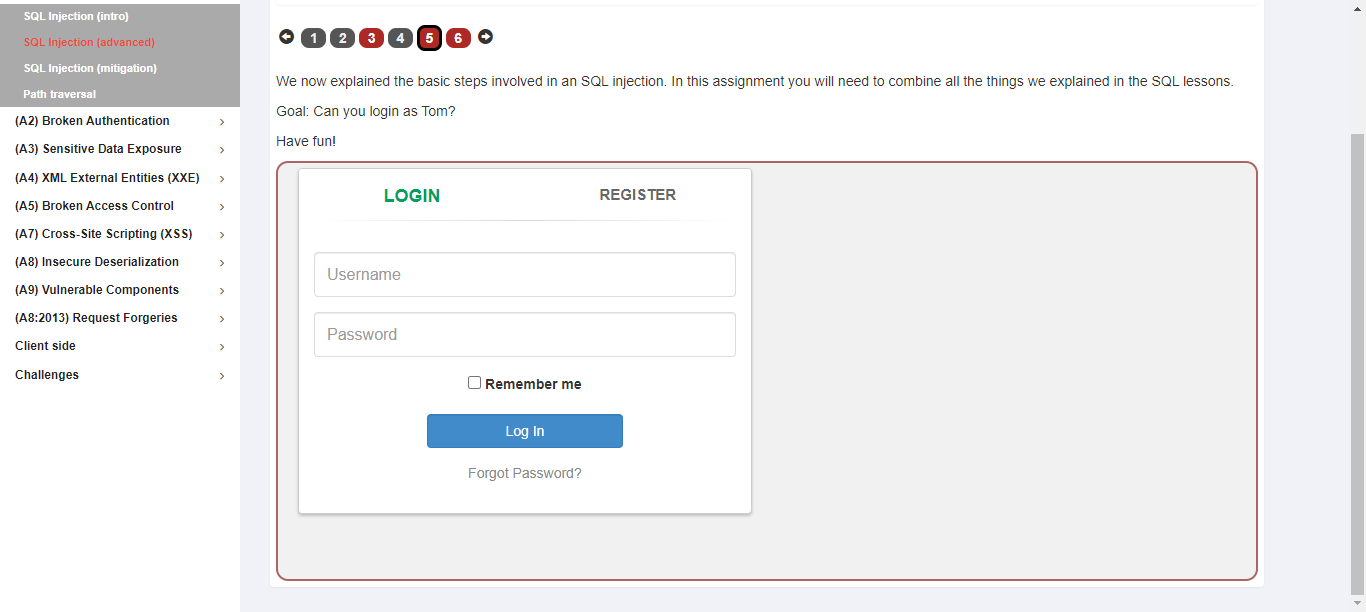 SQL Injection (intro)
SQL Injection (advanced)
SQL Injection (mitigation)
Path traversal
(A2) Broken Authentication
(A3) Sensitive Data Exposure
(A4) XML External Entities (XXE)
(A5) Broken Access Control
(A7) Cross-Site Scripting (XSS)
(A8) Insecure Deserialization
(A9) Vulnerable Components
(A8:2013) Request Forgeries
Client side
Challenges
1 2 3 4 5 6
We now explained the basic steps involved in an SQL injection. In this assignment you will need to combine all the things we explained in the SQL lessons.
Goal: Can you login as Tom?
Have fun!
LOGIN REGISTER
Username
Password
Remember me
Log In
Forgot Password?